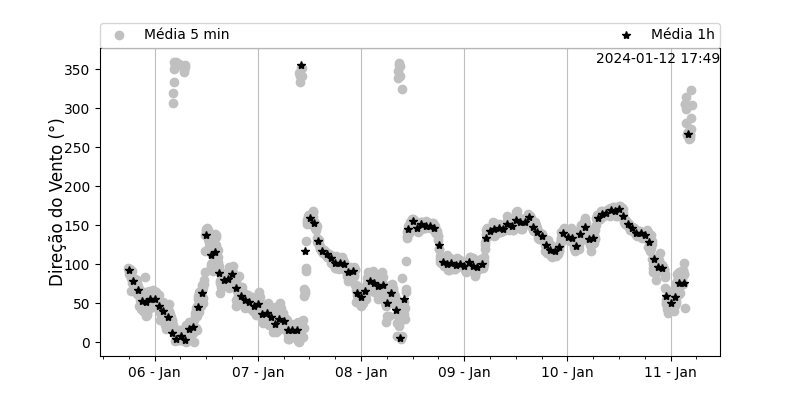 Média 5 min
Média 1h
2024-01-12 17:49
Direção do Vento (°)
350
300
250
200
150
100
50
0
06 - Jan
07 - Jan
08 - Jan
09 - Jan
10 - Jan
11 - Jan